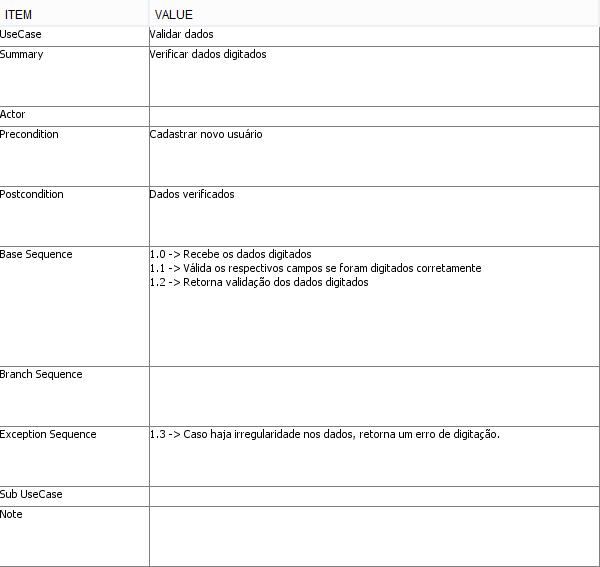 ITEM VALUE
UseCase Validar dados
Summary Verificar dados digitados
Actor
Precondition Cadastrar novo usuário
Postcondition Dados verificados
Base Sequence 1.0 -> Recebe os dados digitados
1.1 -> Válida os respectivos campos se foram digitados corretamente
1.2 -> Retorna validação dos dados digitados
Branch Sequence
Exception Sequence 1.3 -> Caso haja irregularidade nos dados, retorna um erro de digitação.
Sub UseCase
Note